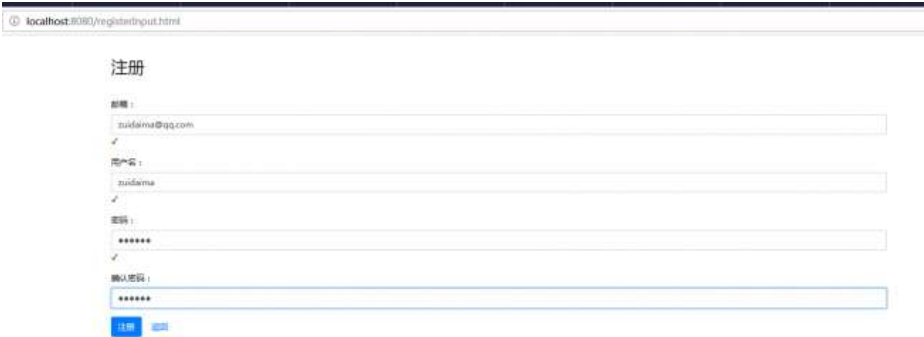 localhost:8080/registerInput.html
注册
邮箱：
zuidaima@qq.com
✓
用户名：
zuidaima
✓
密码：
●●●●●●
✓
确认密码：
●●●●●●
注册 返回